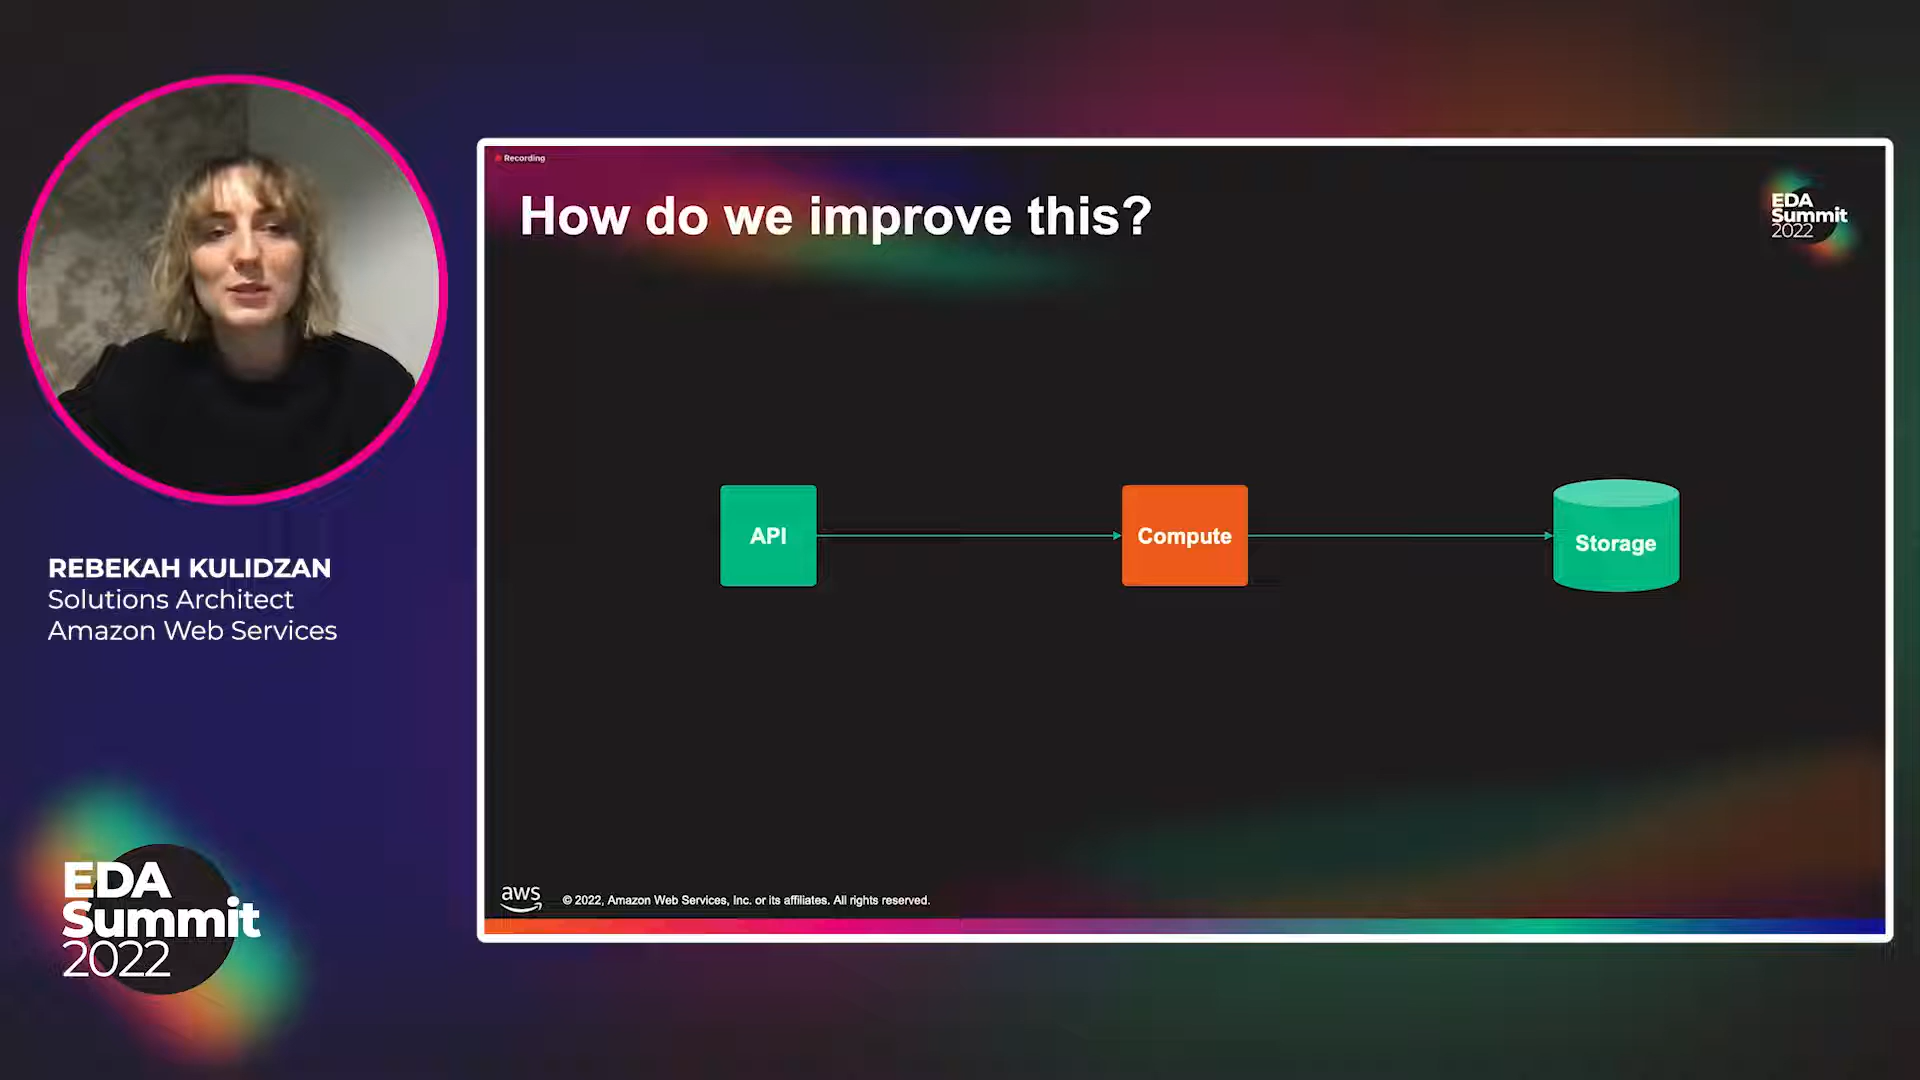 Recording
How do we improve this?
EDA
Summit
2022
API
Compute
Storage
REBEKAH KULIDZAN
Solutions Architect
Amazon Web Services
EDA
Summit
2022
aws
© 2022, Amazon Web Services, Inc. or its affiliates. All rights reserved.